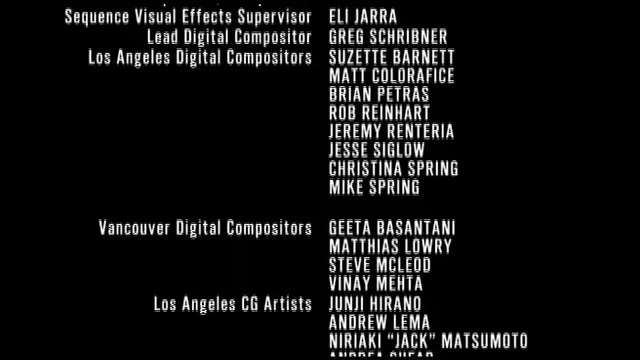 Sequence Visual Effects Supervisor ELI JARRA
Lead Digital Compositor GREG SCHRIBNER
Los Angeles Digital Compositors SUZETTE BARNETT
MATT COLORAFICE
BRIAN PETRAS
ROB REINHART
JEREMY RENTERIA
JESSE SIGLOW
CHRISTINA SPRING
MIKE SPRING
Vancouver Digital Compositors GEETA BASANTANI
MATTHIAS LOWRY
STEVE MCLEOD
VINAY MEHTA
Los Angeles CG Artists JUNJI HIRANO
ANDREW LEMA
NIRIAKI “JACK” MATSUMOTO